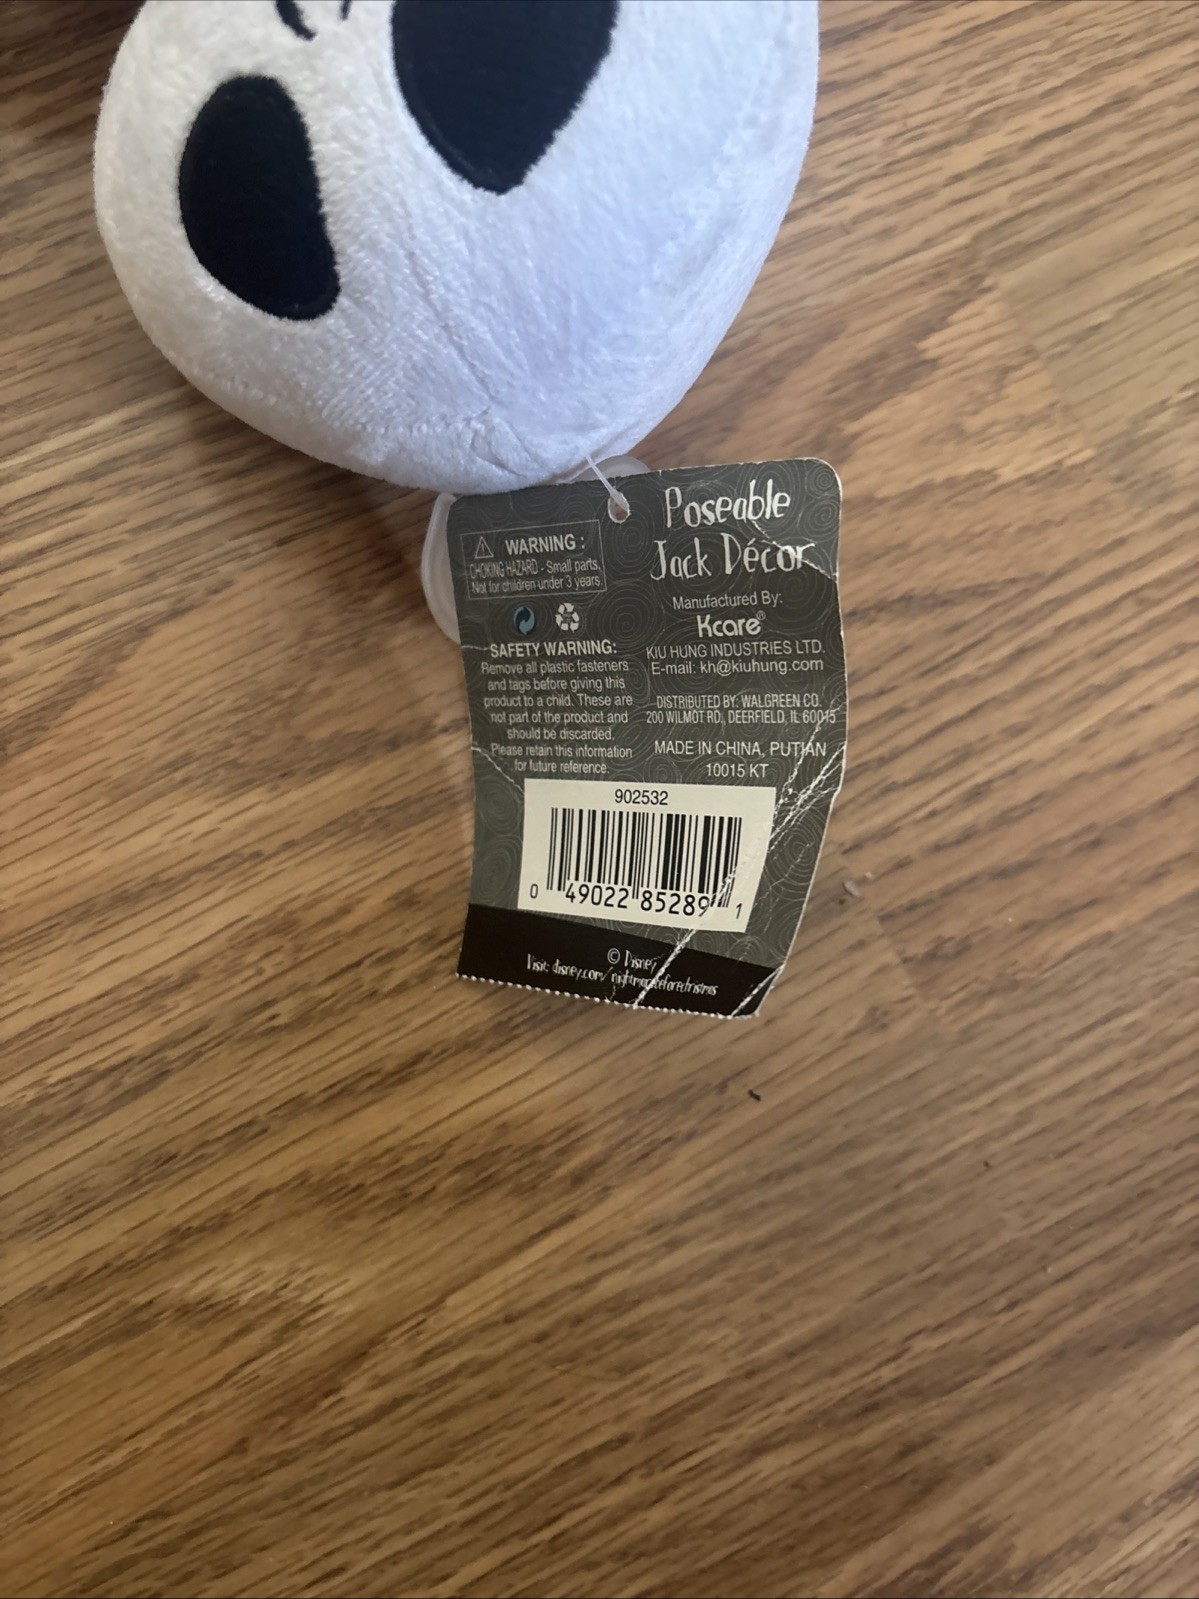 WARNING :
CHOKING HAZARD - Small parts.
Not for children under 3 years.
SAFETY WARNING:
Remove all plastic fasteners
and tags before giving this
product to a child. These are
not part of the product and
should be discarded.
Please retain this information
for future reference.
Poseable
Jack Décor
Manufactured By:
Kcare®
KIU HUNG INDUSTRIES LTD.
E-mail: kh@kiuhung.com
DISTRIBUTED BY: WALGREEN CO.
200 WILMOT RD., DEERFIELD, IL 60015
MADE IN CHINA, PUTIAN
10015 KT
902532
0 49022 85289 1
© Disney
Visit: disney.com/nightmarebeforechristmas